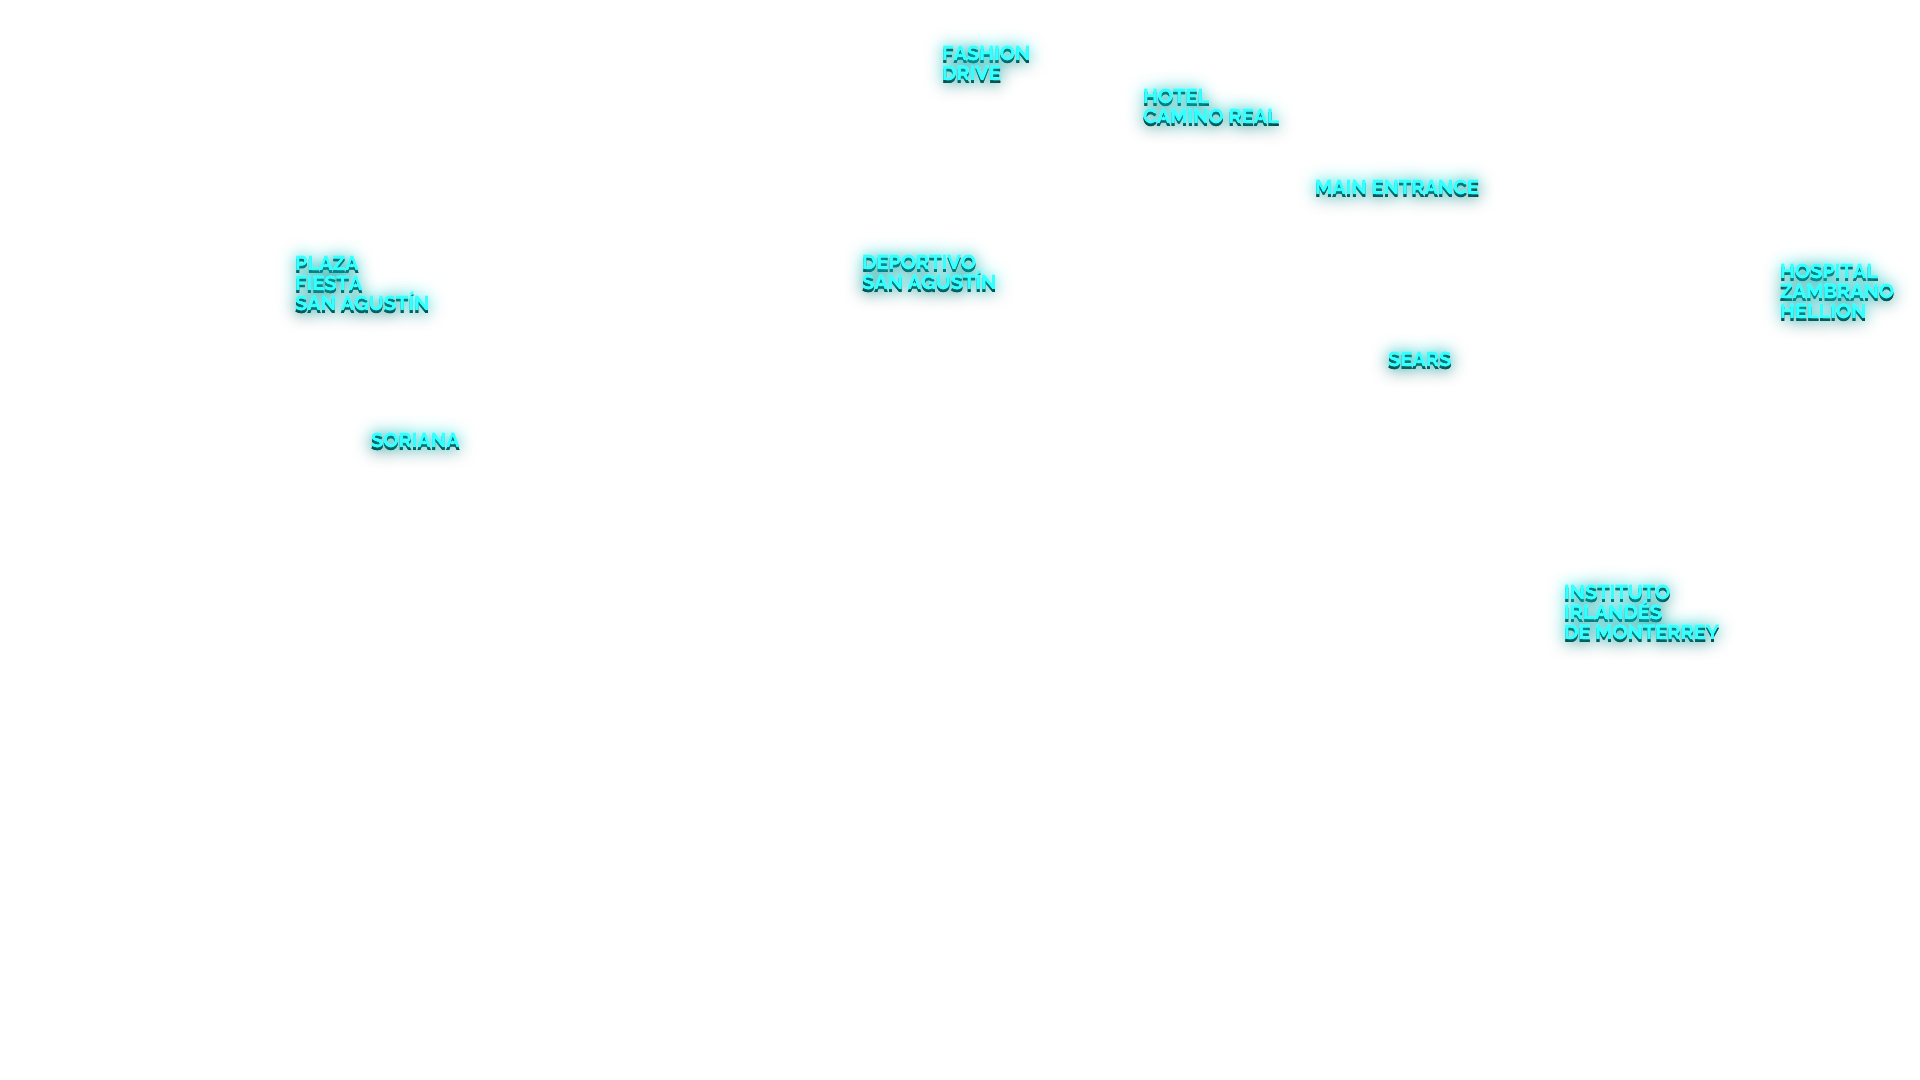 FASHION
DRIVE
HOTEL
CAMINO REAL
MAIN ENTRANCE
PLAZA
FIESTA
SAN AGUSTÍN
DEPORTIVO
SAN AGUSTÍN
HOSPITAL
ZAMBRANO
HELLION
SEARS
SORIANA
INSTITUTO
IRLANDÉS
DE MONTERREY